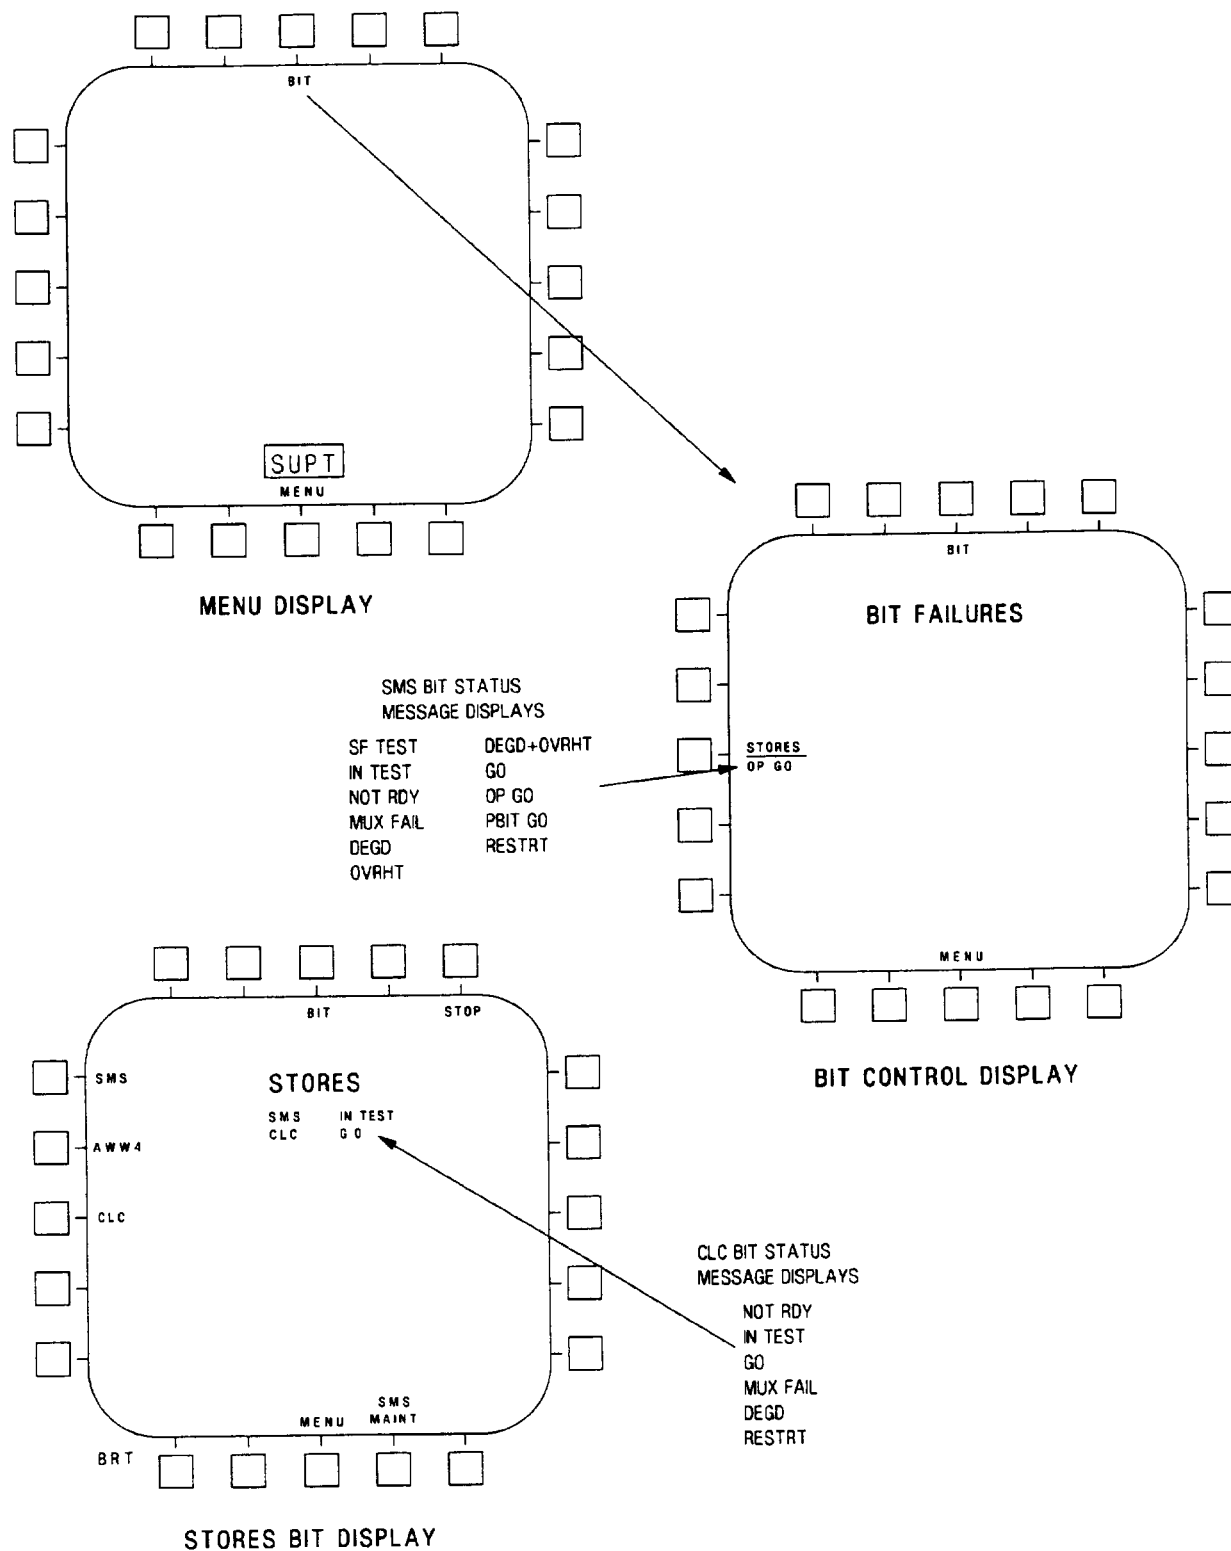 BIT
SUPT
MENU
MENU DISPLAY
BIT
BIT FAILURES
STORES
OP GO
MENU
BIT CONTROL DISPLAY
SMS BIT STATUS
MESSAGE DISPLAYS
SF TEST DEGD+OVRHT
IN TEST GO
NOT RDY OP GO
MUX FAIL PBIT GO
DEGD RESTRT
OVRHT
BIT STOP
SMS
STORES
SMS IN TEST
CLC GO
AWW4
CLC
SMS
MENU MAINT
BRT
STORES BIT DISPLAY
CLC BIT STATUS
MESSAGE DISPLAYS
NOT RDY
IN TEST
GO
MUX FAIL
DEGD
RESTRT